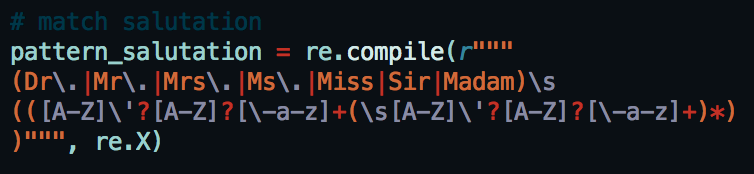 # match salutation
pattern_salutation = re.compile(r"""
(Dr\.|Mr\.|Mrs\.|Ms\.|Miss|Sir|Madam)\s
(([A-Z]\'?[A-Z]?[\-a-z]+(\s[A-Z]\'?[A-Z]?[\-a-z]+)*)
)""", re.X)